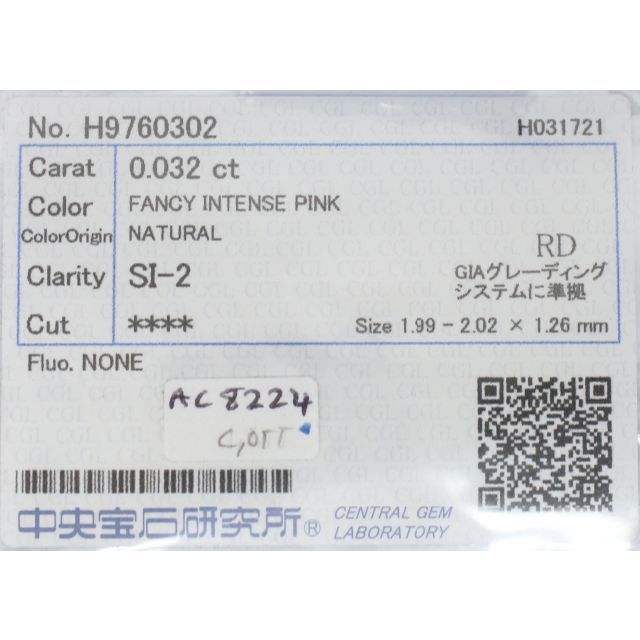 No. H9760302 H031721
Carat 0.032 ct
Color FANCY INTENSE PINK
ColorOrigin NATURAL
RD
Clarity SI-2
GIAグレーディング
システムに準拠
Cut **** Size 1.99 - 2.02 × 1.26 mm
Fluo. NONE
AC8224
中央宝石研究所® CENTRAL GEM
LABORATORY